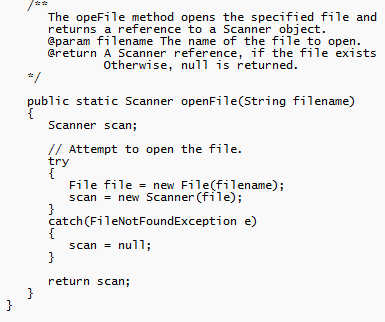 /**
The opeFile method opens the specified file and
returns a reference to a Scanner object.
@param filename The name of the file to open.
@return A Scanner reference, if the file exists
Otherwise, null is returned.
*/
public static Scanner openFile(String filename)
{
Scanner scan;
// Attempt to open the file.
try
{
File file = new File(filename);
scan = new Scanner(file);
}
catch(FileNotFoundException e)
{
scan = null;
}
return scan;
}
}